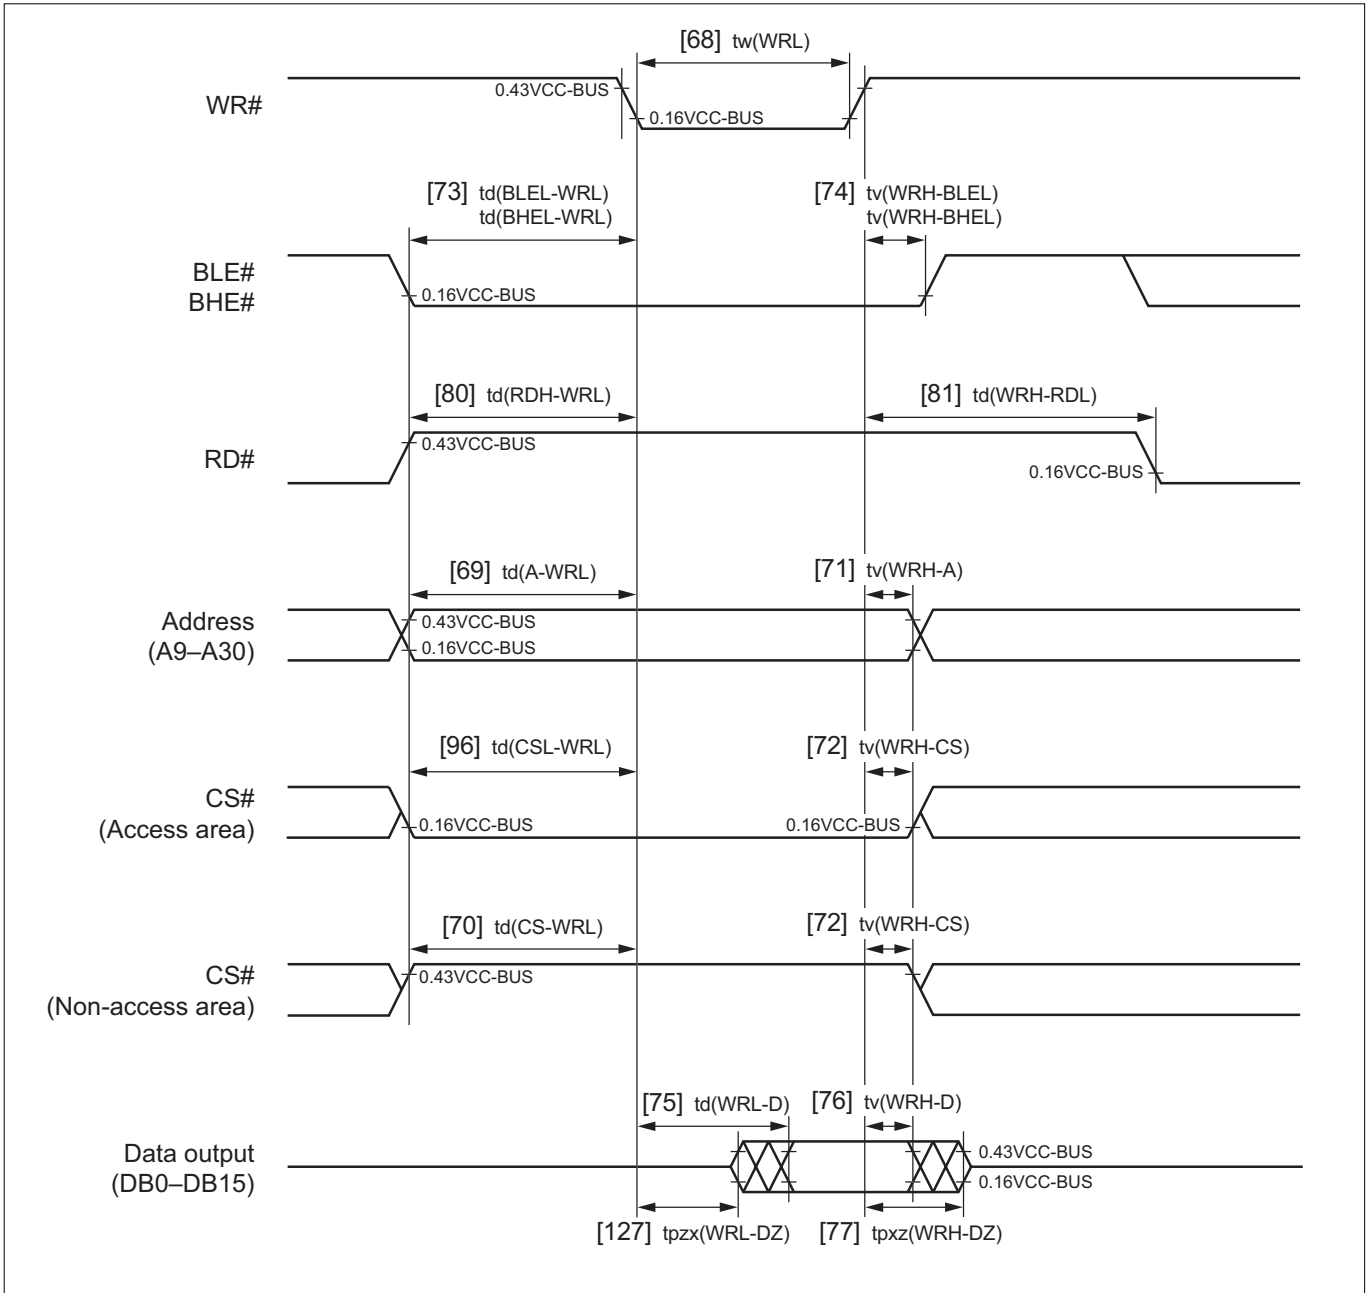 [68] tw(WRL)
WR#
0.43VCC-BUS
0.16VCC-BUS
[73] td(BLEL-WRL)
td(BHEL-WRL)
[74] tv(WRH-BLEL)
tv(WRH-BHEL)
BLE#
BHE#
0.16VCC-BUS
[80] td(RDH-WRL)
[81] td(WRH-RDL)
RD#
0.43VCC-BUS
0.16VCC-BUS
[69] td(A-WRL)
[71] tv(WRH-A)
Address
(A9–A30)
0.43VCC-BUS
0.16VCC-BUS
[96] td(CSL-WRL)
[72] tv(WRH-CS)
CS#
(Access area)
0.16VCC-BUS
0.16VCC-BUS
[70] td(CS-WRL)
[72] tv(WRH-CS)
CS#
(Non-access area)
0.43VCC-BUS
[75] td(WRL-D)
[76] tv(WRH-D)
Data output
(DB0–DB15)
0.43VCC-BUS
0.16VCC-BUS
[127] tpzx(WRL-DZ)
[77] tpxz(WRH-DZ)